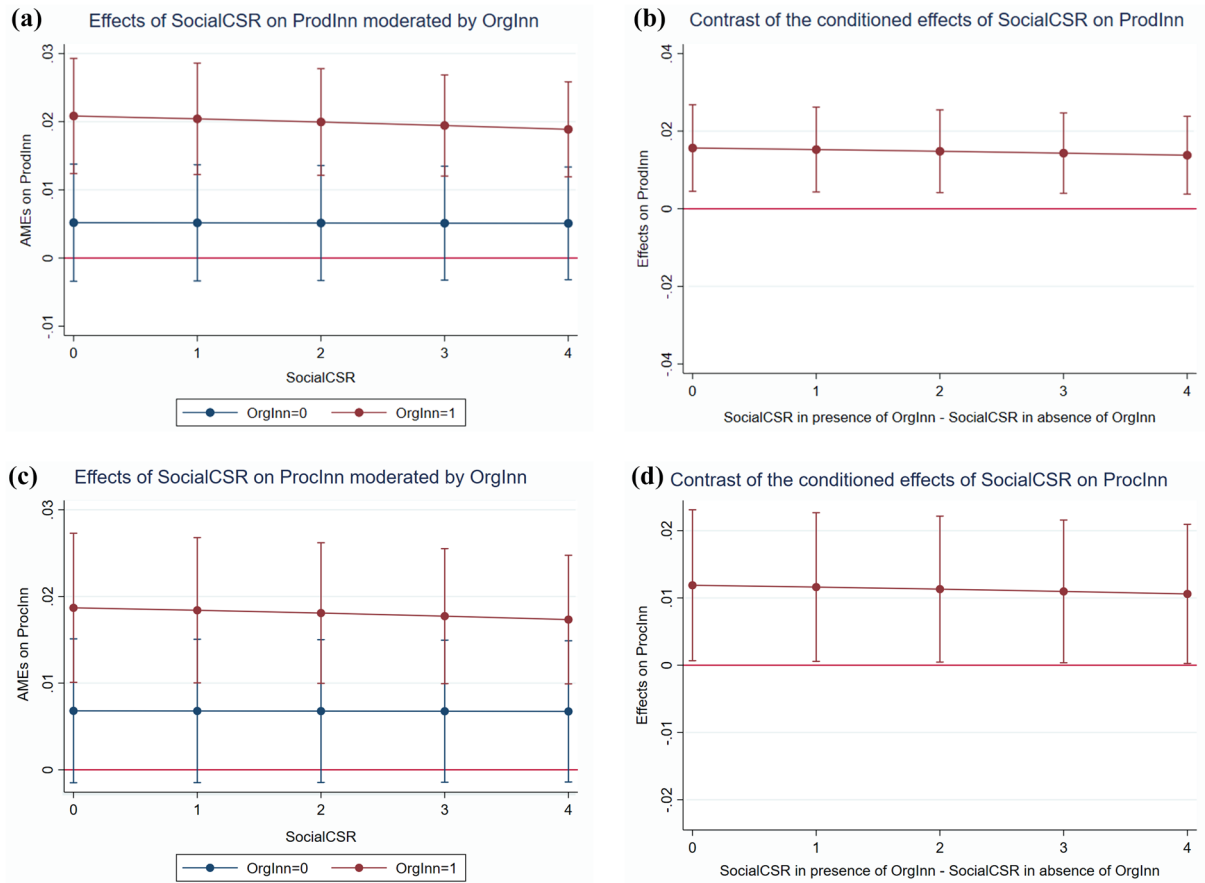 (a) Effects of SocialCSR on ProdInn moderated by OrgInn
AMEs on ProdInn
.03
.02
.01
0
-.01
0 1 2 3 4
SocialCSR
OrgInn=0 OrgInn=1
(b) Contrast of the conditioned effects of SocialCSR on ProdInn
Effects on ProdInn
.04
.02
0
-.02
-.04
0 1 2 3 4
SocialCSR in presence of OrgInn - SocialCSR in absence of OrgInn
(c) Effects of SocialCSR on ProcInn moderated by OrgInn
AMEs on ProcInn
.03
.02
.01
0
0 1 2 3 4
SocialCSR
OrgInn=0 OrgInn=1
(d) Contrast of the conditioned effects of SocialCSR on ProcInn
Effects on ProcInn
.02
.01
0
-.01
-.02
0 1 2 3 4
SocialCSR in presence of OrgInn - SocialCSR in absence of OrgInn